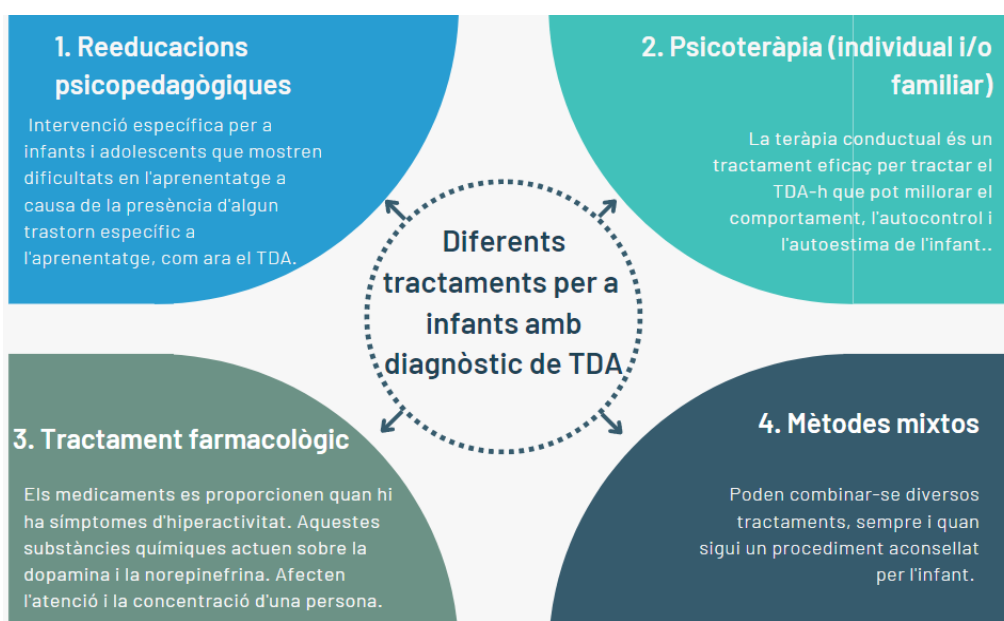 1. Reeducacions
psicopedagògiques
Intervenció específica per a
infants i adolescents que mostren
dificultats en l'aprenentatge a
causa de la presència d'algun
trastorn específic a
l'aprenentatge, com ara el TDA.
2. Psicoteràpia (individual i/o
familiar)
La teràpia conductual és un
tractament eficaç per tractar el
TDA-h que pot millorar el
comportament, l'autocontrol i
l'autoestima de l'infant..
Diferents
tractaments per a
infants amb
diagnòstic de TDA
3. Tractament farmacològic
Els medicaments es proporcionen quan hi
ha símptomes d'hiperactivitat. Aquestes
substàncies químiques actuen sobre la
dopamina i la norepinefrina. Afecten
l'atenció i la concentració d'una persona.
4. Mètodes mixtos
Poden combinar-se diversos
tractaments, sempre i quan
sigui un procediment aconsellat
per l'infant.